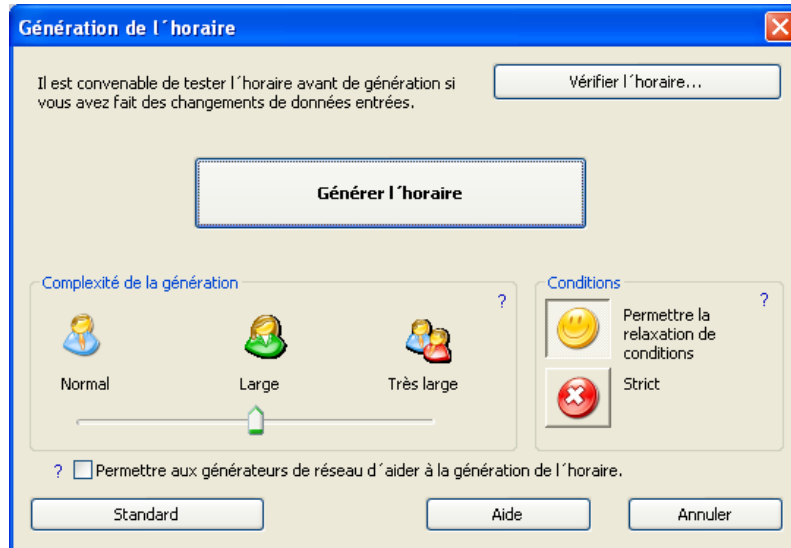 Génération de l´horaire
Il est convenable de tester l´horaire avant de génération si
vous avez fait des changements de données entrées.
Vérifier l´horaire...
Générer l´horaire
Complexité de la génération
?
Normal
Large
Très large
Conditions
?
Permettre la
relaxation de
conditions
Strict
? Permettre aux générateurs de réseau d´aider à la génération de l´horaire.
Standard
Aide
Annuler